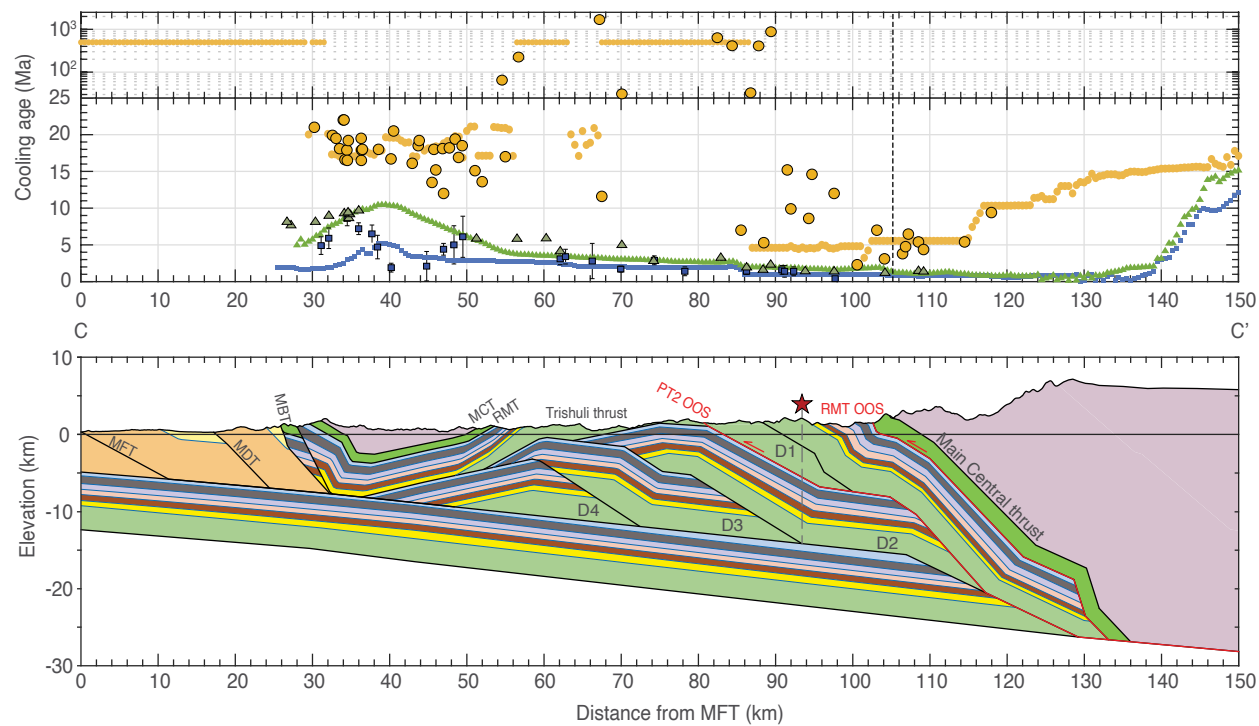 Cooling age (Ma)
10³
10²
25
20
15
10
5
0
0 10 20 30 40 50 60 70 80 90 100 110 120 130 140 150
C C'
Elevation (km)
10
0
-10
-20
-30
MFT
MDT
MBT
MCT
RMT
Trishuli thrust
PT2 OOS
RMT OOS
Main Central thrust
D1
D4
D3
D2
0 10 20 30 40 50 60 70 80 90 100 110 120 130 140 150
Distance from MFT (km)